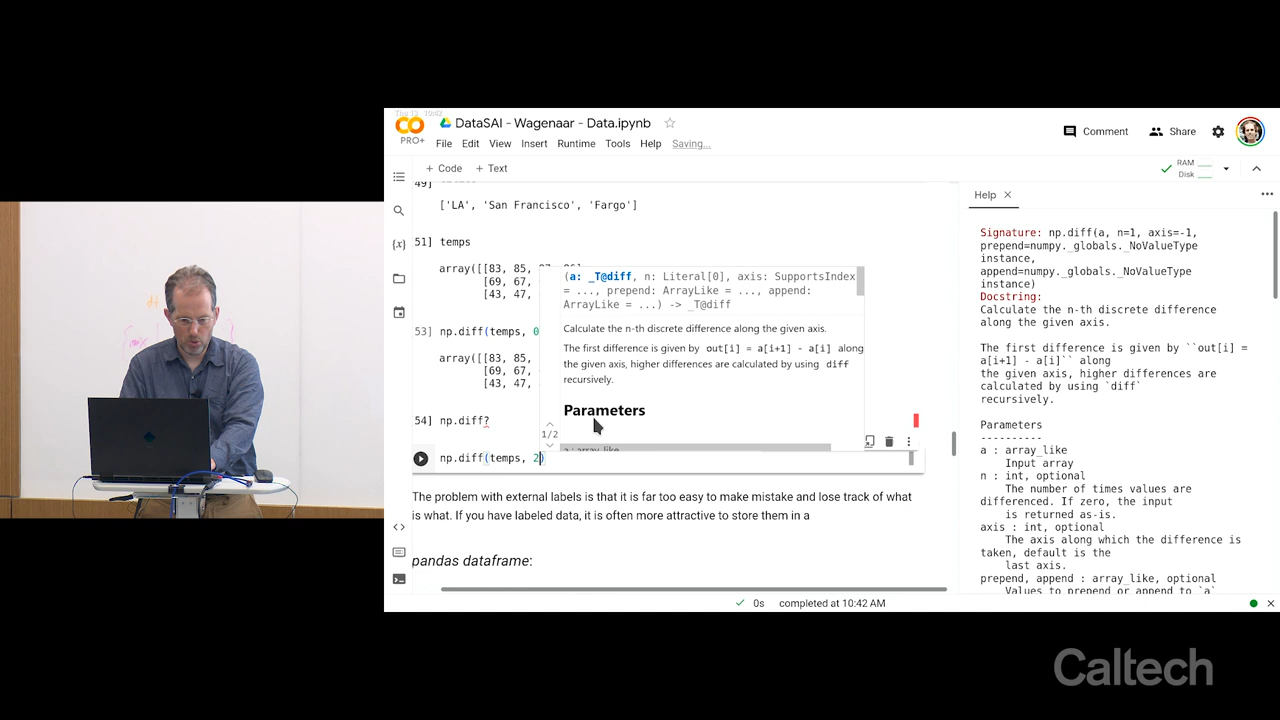 DataSAI - Wagenaar - Data.ipynb
PRO+
Comment
Share
File Edit View Insert Runtime Tools Help Saving...
+ Code + Text
RAM
Disk
49]
['LA', 'San Francisco', 'Fargo']
51] temps
array([[83, 85,
[69, 67,
[43, 47,
53] np.diff(temps, 0
array([[83, 85,
[69, 67,
[43, 47,
54] np.diff?
np.diff(temps, 2)
(a: _T@diff, n: Literal[0], axis: SupportsIndex
= ..., prepend: ArrayLike = ..., append:
ArrayLike = ...) -> _T@diff
Calculate the n-th discrete difference along the given axis.
The first difference is given by out[i] = a[i+1] - a[i] along
the given axis, higher differences are calculated by using diff
recursively.
Parameters
1/2
a : array_like
The problem with external labels is that it is far too easy to make mistake and lose track of what
is what. If you have labeled data, it is often more attractive to store them in a
pandas dataframe:
Help
Signature: np.diff(a, n=1, axis=-1,
prepend=numpy._globals._NoValueType
instance,
append=numpy._globals._NoValueType
instance)
Docstring:
Calculate the n-th discrete difference
along the given axis.
The first difference is given by ``out[i] =
a[i+1] - a[i]`` along
the given axis, higher differences are
calculated by using `diff`
recursively.
Parameters
----------
a : array_like
Input array
n : int, optional
The number of times values are
differenced. If zero, the input
is returned as-is.
axis : int, optional
The axis along which the difference is
taken, default is the
last axis.
prepend, append : array_like, optional
Values to prepend or append to `a`
0s completed at 10:42 AM
Caltech